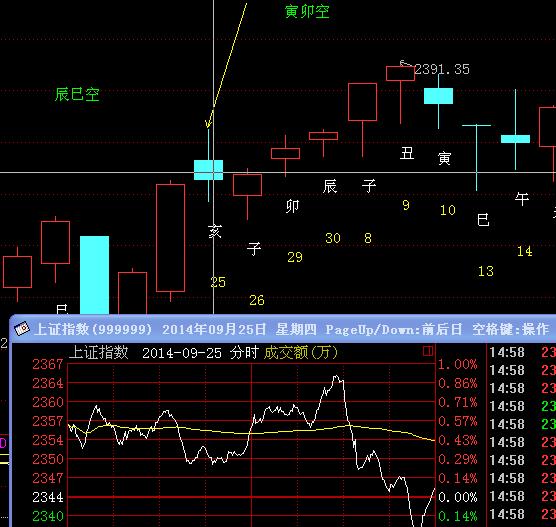 寅卯空
辰巳空
2391.35
亥
子
卯
辰
子
丑
寅
巳
午
巳
25
26
29
30
8
9
10
13
14
上证指数(999999) 2014年09月25日 星期四 PageUp/Down:前后日 空格键:操作
上证指数 2014-09-25 分时 成交额(万)
2367 1.00% 14:58 23
2364 0.86% 14:58 23
2360 0.71% 14:58 23
2357 0.57% 14:58 23
2354 0.43% 14:58 23
2350 0.29% 14:58 23
2347 0.14% 14:58 23
2344 0.00% 14:58 23
2340 0.14% 14:58 23